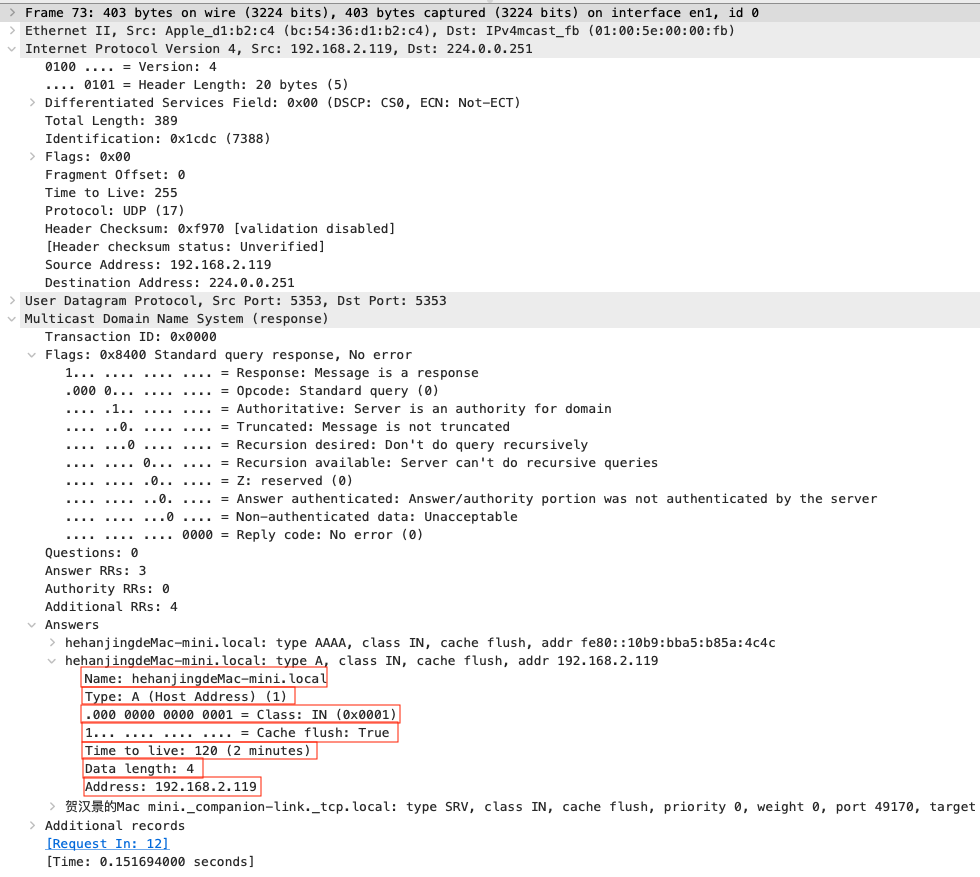 Frame 73: 403 bytes on wire (3224 bits), 403 bytes captured (3224 bits) on interface en1, id 0
Ethernet II, Src: Apple_d1:b2:c4 (bc:54:36:d1:b2:c4), Dst: IPv4mcast_fb (01:00:5e:00:00:fb)
Internet Protocol Version 4, Src: 192.168.2.119, Dst: 224.0.0.251
0100 .... = Version: 4
.... 0101 = Header Length: 20 bytes (5)
Differentiated Services Field: 0x00 (DSCP: CS0, ECN: Not-ECT)
Total Length: 389
Identification: 0x1cdc (7388)
Flags: 0x00
Fragment Offset: 0
Time to Live: 255
Protocol: UDP (17)
Header Checksum: 0xf970 [validation disabled]
[Header checksum status: Unverified]
Source Address: 192.168.2.119
Destination Address: 224.0.0.251
User Datagram Protocol, Src Port: 5353, Dst Port: 5353
Multicast Domain Name System (response)
Transaction ID: 0x0000
Flags: 0x8400 Standard query response, No error
1... .... .... .... = Response: Message is a response
.000 0... .... .... = Opcode: Standard query (0)
.... .1.. .... .... = Authoritative: Server is an authority for domain
.... ..0. .... .... = Truncated: Message is not truncated
.... ...0 .... .... = Recursion desired: Don't do query recursively
.... .... 0... .... = Recursion available: Server can't do recursive queries
.... .... .0.. .... = Z: reserved (0)
.... .... ..0. .... = Answer authenticated: Answer/authority portion was not authenticated by the server
.... .... ...0 .... = Non-authenticated data: Unacceptable
.... .... .... 0000 = Reply code: No error (0)
Questions: 0
Answer RRs: 3
Authority RRs: 0
Additional RRs: 4
Answers
hehanjingdeMac-mini.local: type AAAA, class IN, cache flush, addr fe80::10b9:bba5:b85a:4c4c
hehanjingdeMac-mini.local: type A, class IN, cache flush, addr 192.168.2.119
Name: hehanjingdeMac-mini.local
Type: A (Host Address) (1)
.000 0000 0000 0001 = Class: IN (0x0001)
1... .... .... .... = Cache flush: True
Time to live: 120 (2 minutes)
Data length: 4
Address: 192.168.2.119
贺汉景的Mac mini._companion-link._tcp.local: type SRV, class IN, cache flush, priority 0, weight 0, port 49170, target
Additional records
[Request In: 12]
[Time: 0.151694000 seconds]